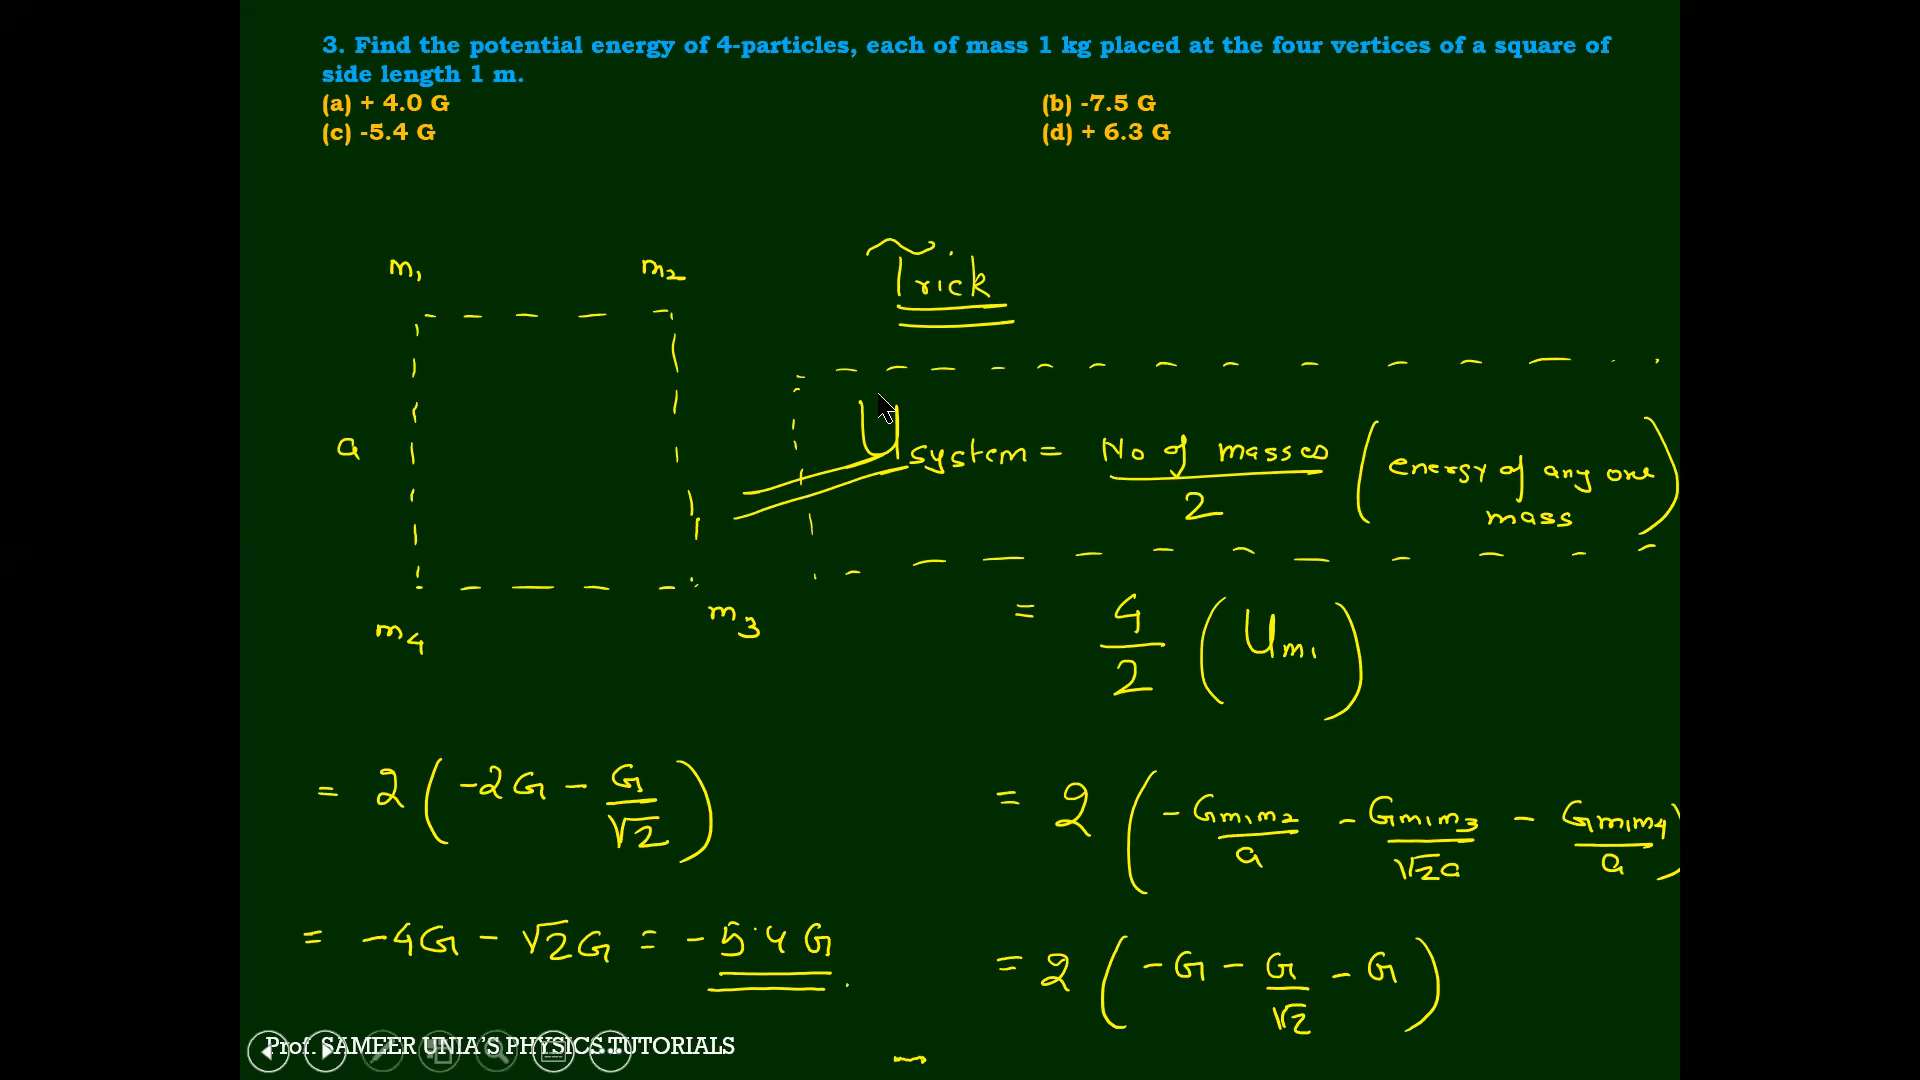 3. Find the potential energy of 4-particles, each of mass 1 kg placed at the four vertices of a square of
side length 1 m.
(a) + 4.0 G
(b) -7.5 G
(c) -5.4 G
(d) + 6.3 G
Trick
m1
m2
a
m4
m3
U system = No of masses / 2 ( energy of any one mass )
= 4/2 ( Um1 )
= 2 ( - Gm1m2/a - Gm1m3/√2a - Gm1m4/a )
= 2 ( - G - G/√2 - G )
= 2 ( -2G - G/√2 )
= -4G - √2G = - 5.4 G.
Prof. SAMEER UNIA'S PHYSICS TUTORIALS